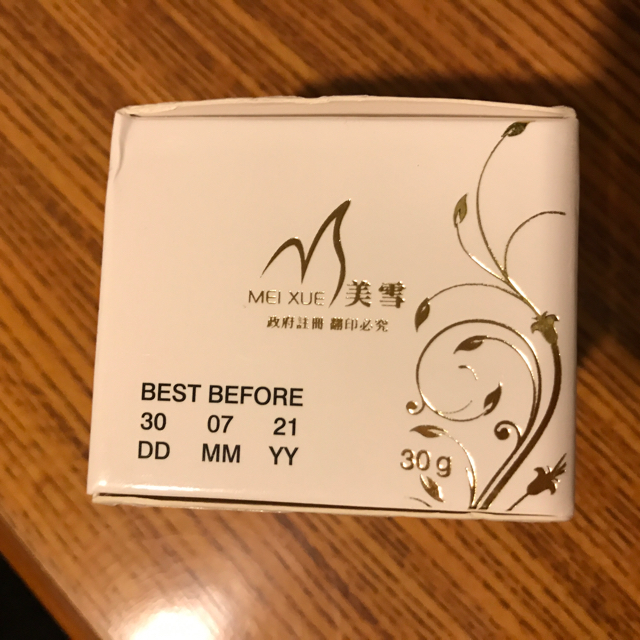 MEI XUE 美雪
政府註冊 翻印必究
BEST BEFORE
30 07 21
DD MM YY
30g